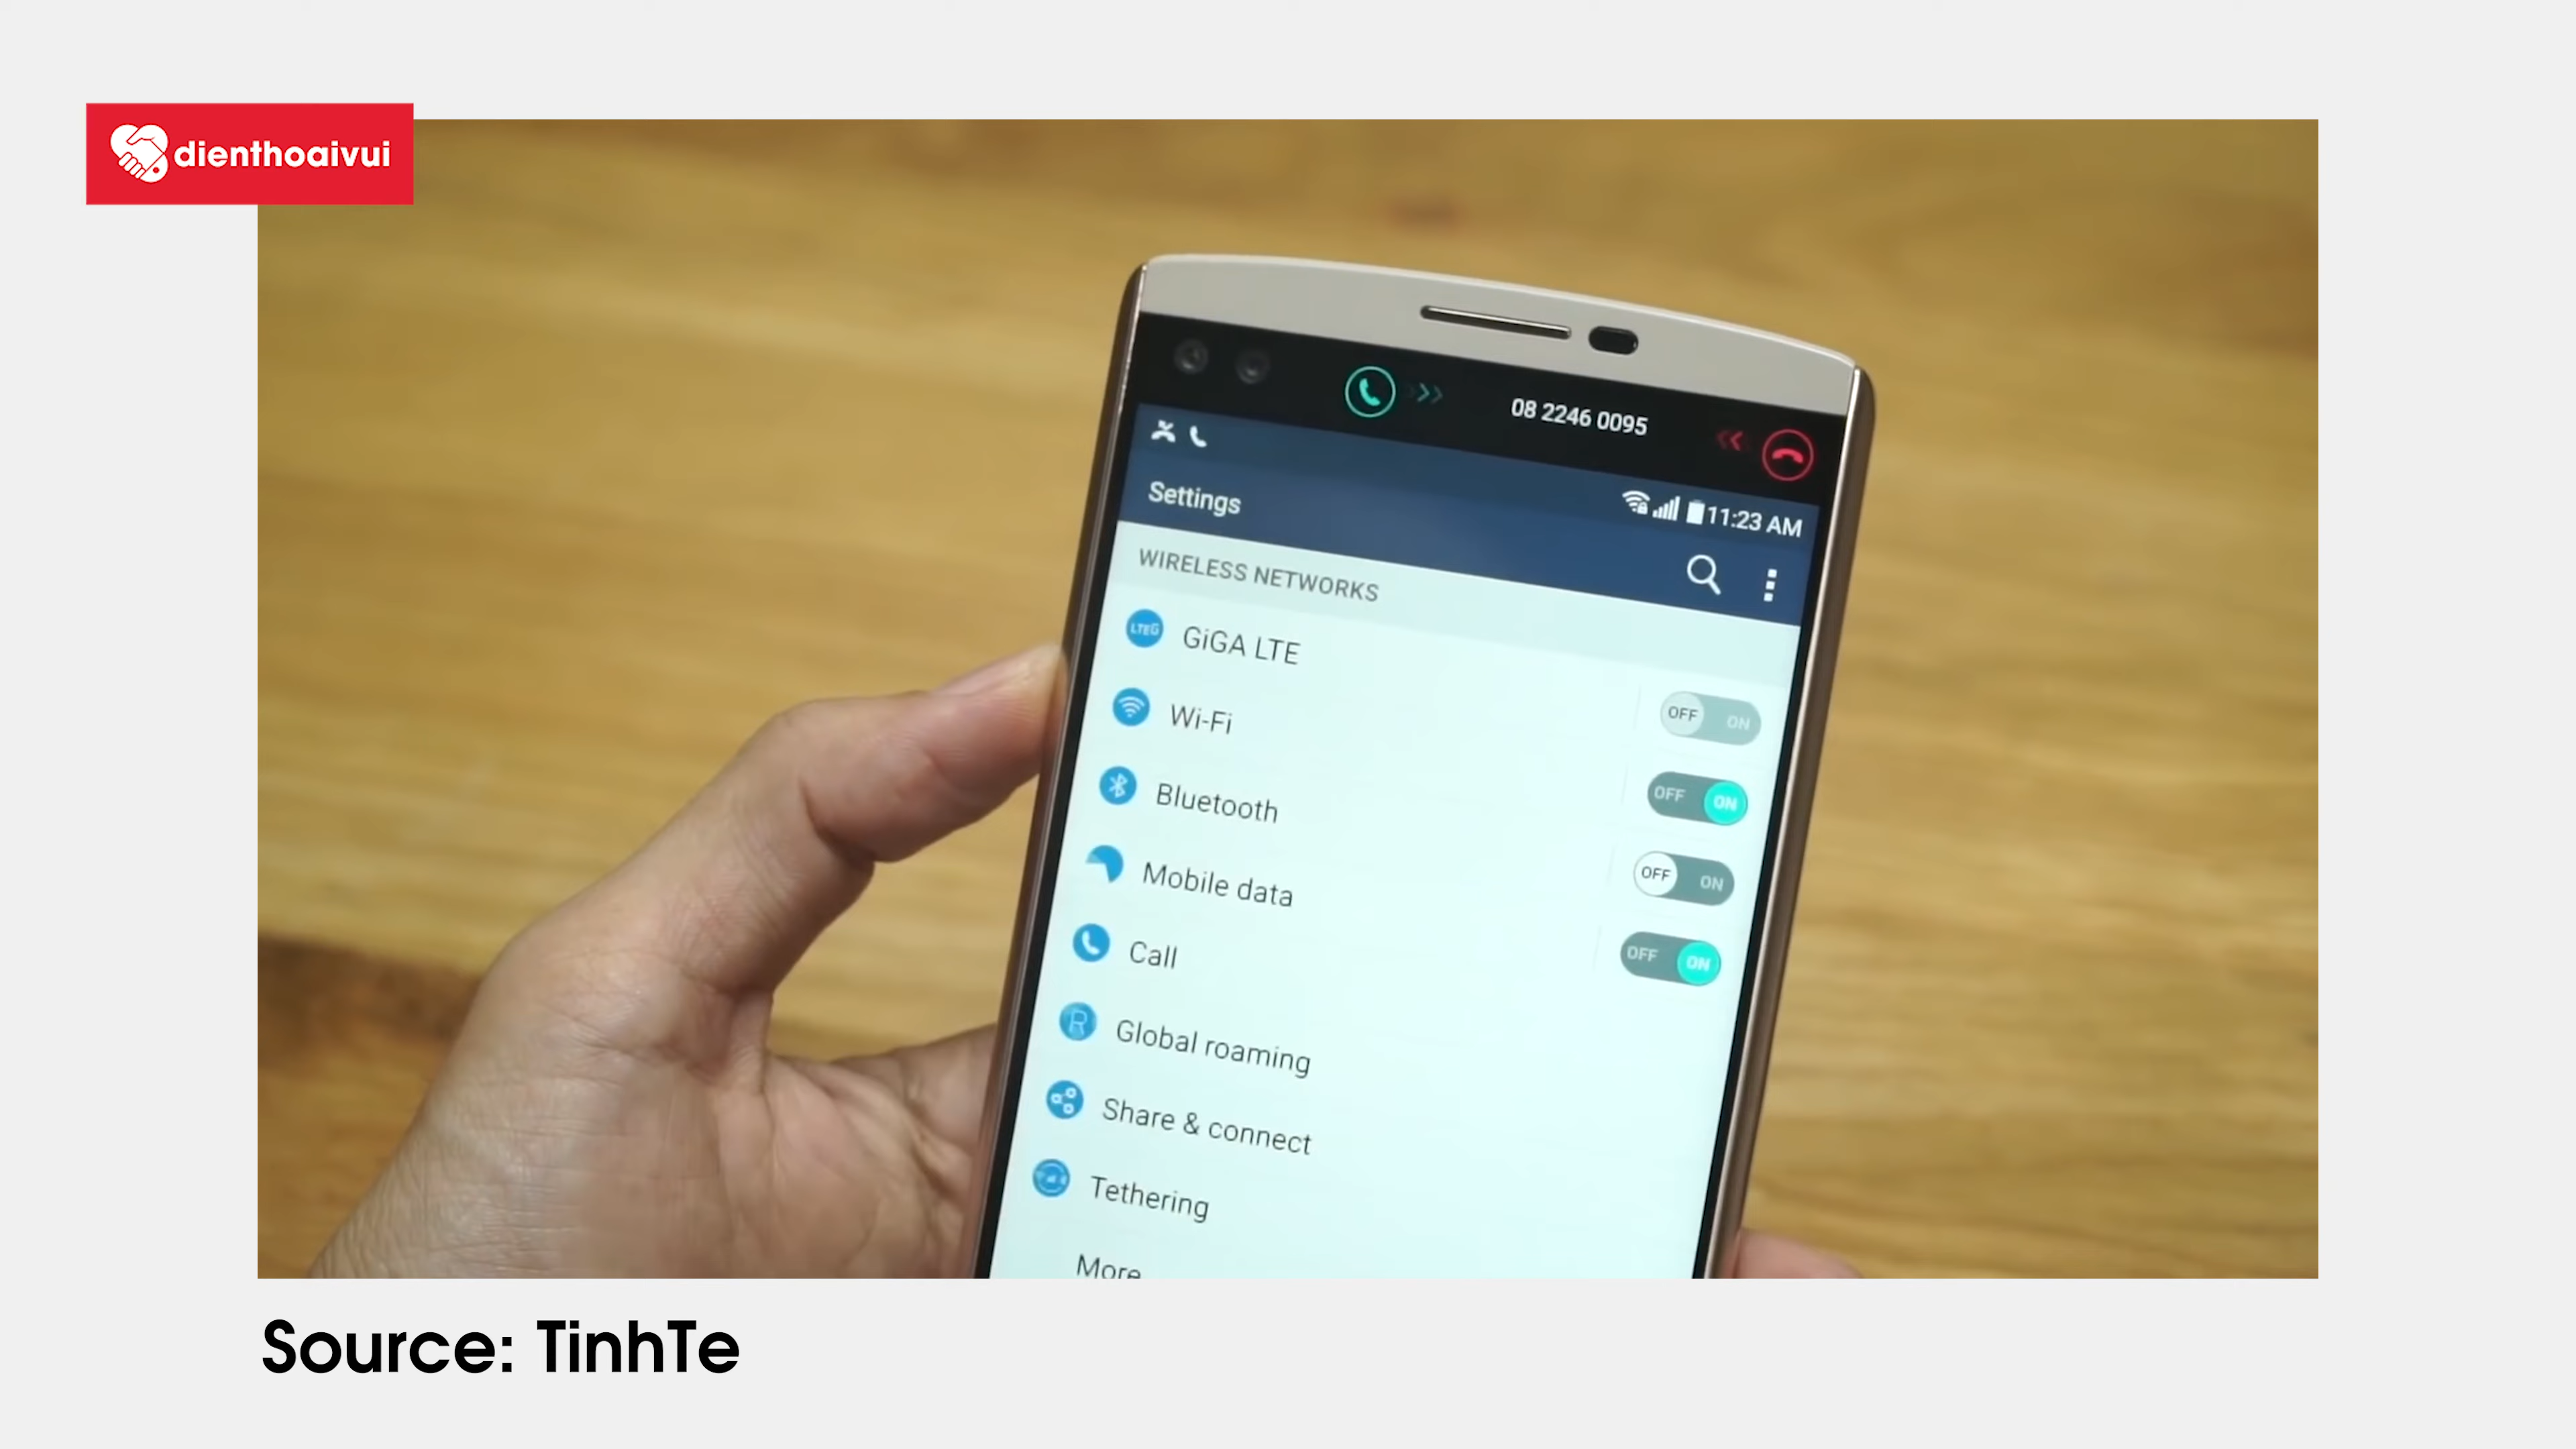 dienthoaivui
08 2246 0095
11:23 AM
Settings
WIRELESS NETWORKS
LTEG GiGA LTE
OFF ON
Wi-Fi
OFF ON
Bluetooth
OFF ON
Mobile data
OFF ON
Call
R Global roaming
Share & connect
Tethering
More
Source: TinhTe